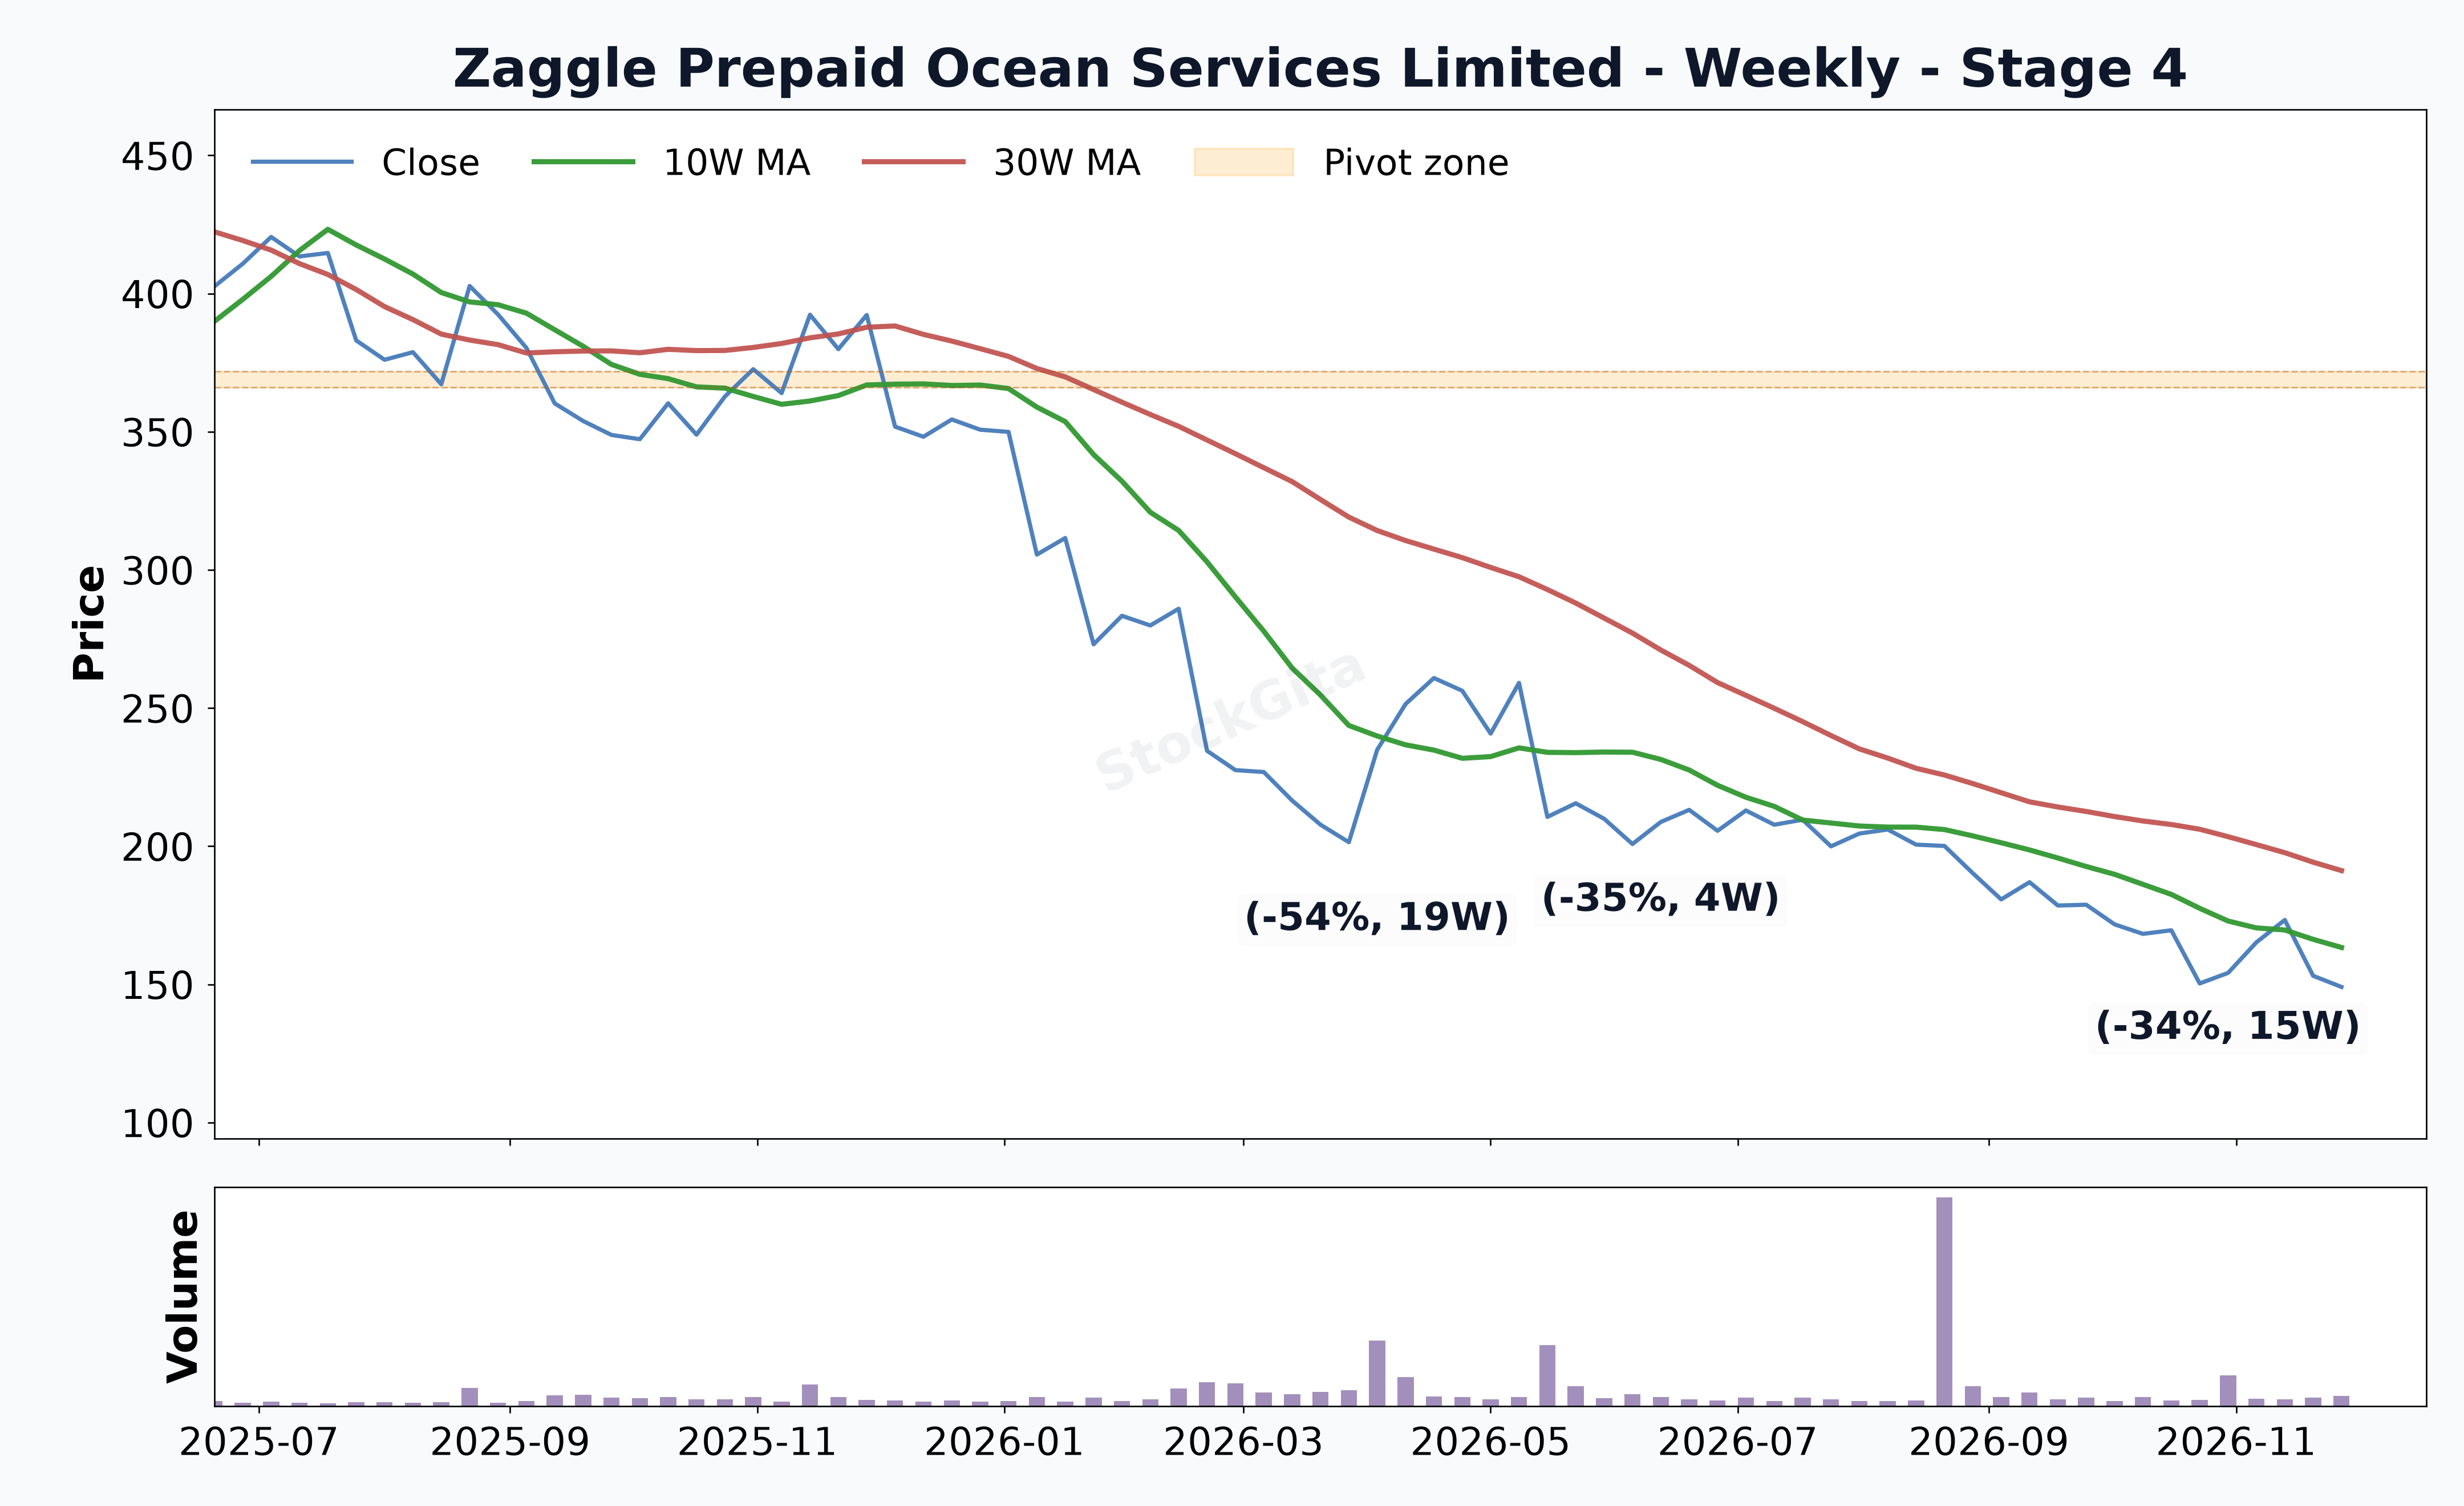 Zaggle Prepaid Ocean Services Limited - Weekly - Stage 4
Close 10W MA 30W MA Pivot zone
Price
450
400
350
300
250
200
150
100
StockGita
(-54%, 19W)
(-35%, 4W)
(-34%, 15W)
Volume
2025-07 2025-09 2025-11 2026-01 2026-03 2026-05 2026-07 2026-09 2026-11